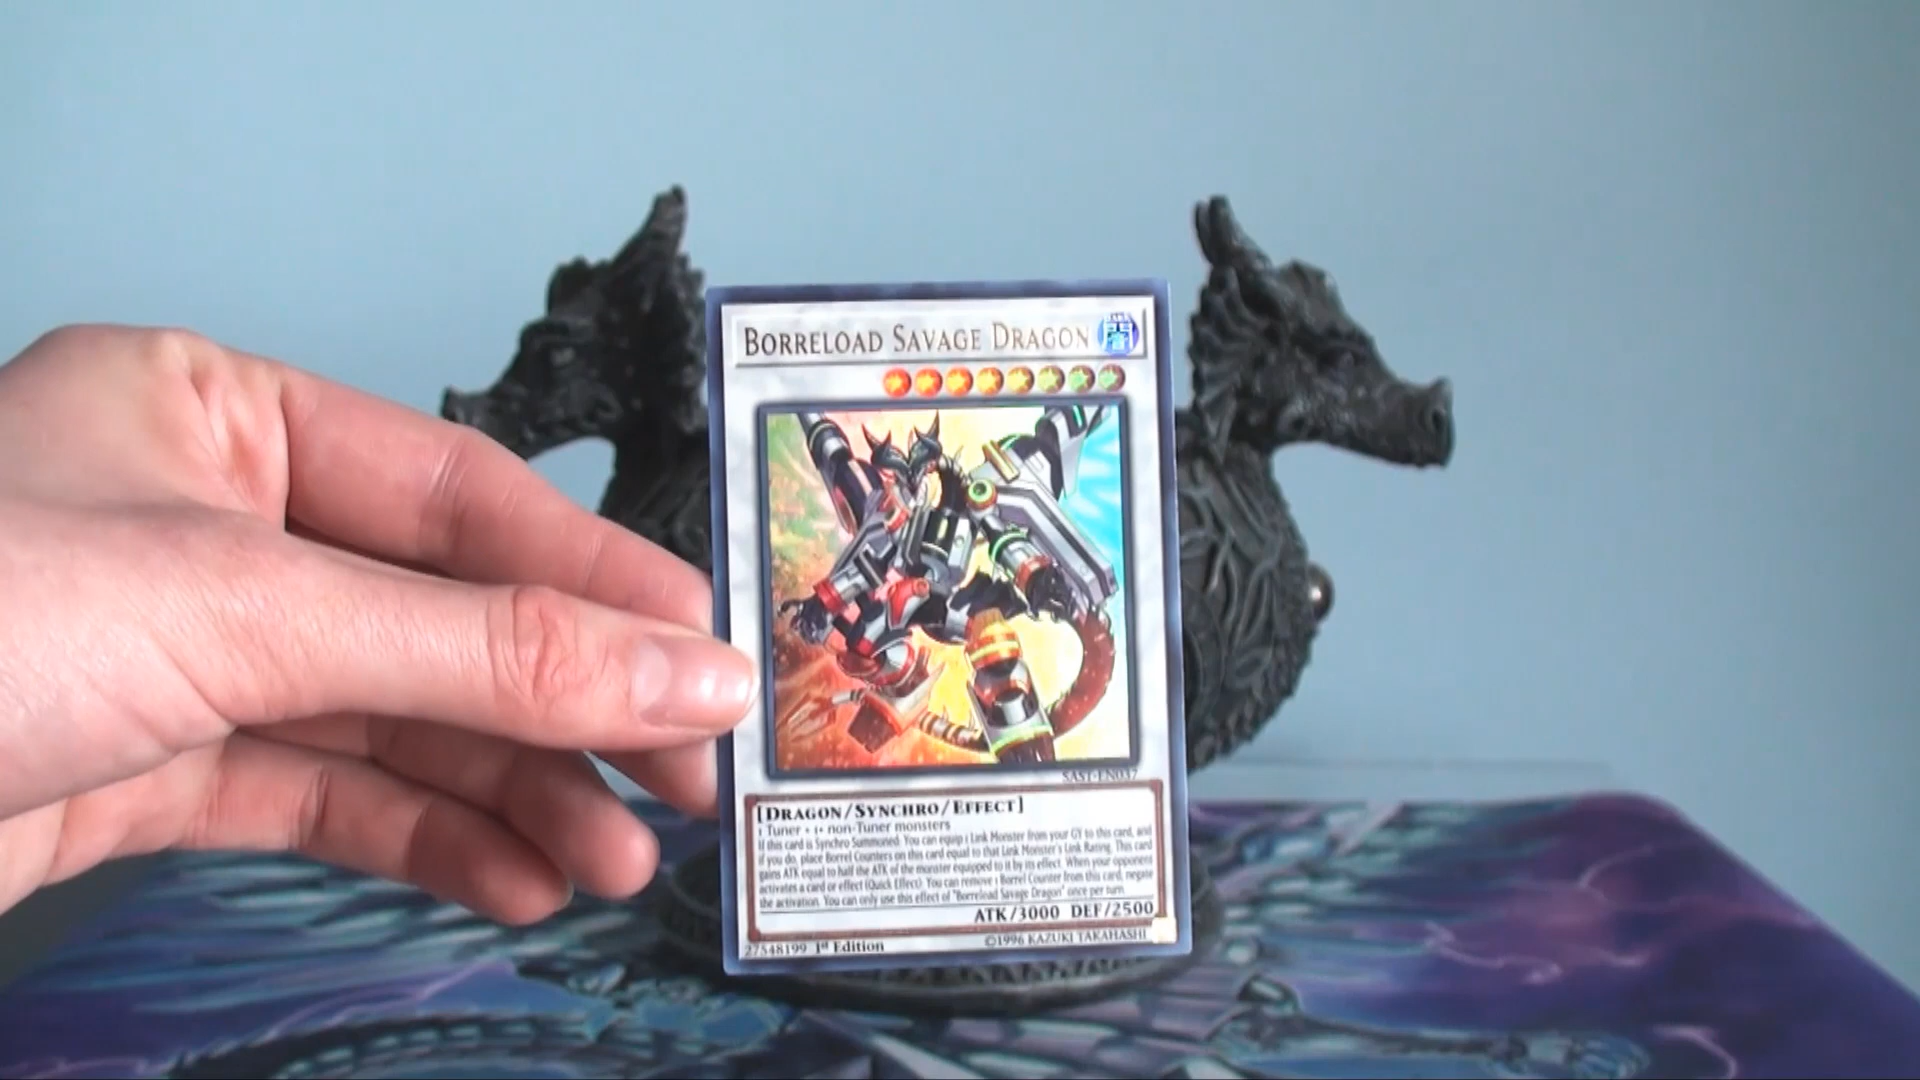 BORRELOAD SAVAGE DRAGON
DARK
闇
SAST-EN037
[DRAGON/SYNCHRO/EFFECT]
1 Tuner + 1+ non-Tuner monsters
If this card is Synchro Summoned: You can equip 1 Link Monster from your GY to this card, and
if you do, place Borrel Counters on this card equal to that Link Monster's Link Rating. This card
gains ATK equal to half the ATK of the monster equipped to it by its effect. When your opponent
activates a card or effect (Quick Effect): You can remove 1 Borrel Counter from this card; negate
the activation. You can only use this effect of "Borreload Savage Dragon" once per turn.
ATK/3000 DEF/2500
27548199 1st Edition
©1996 KAZUKI TAKAHASHI